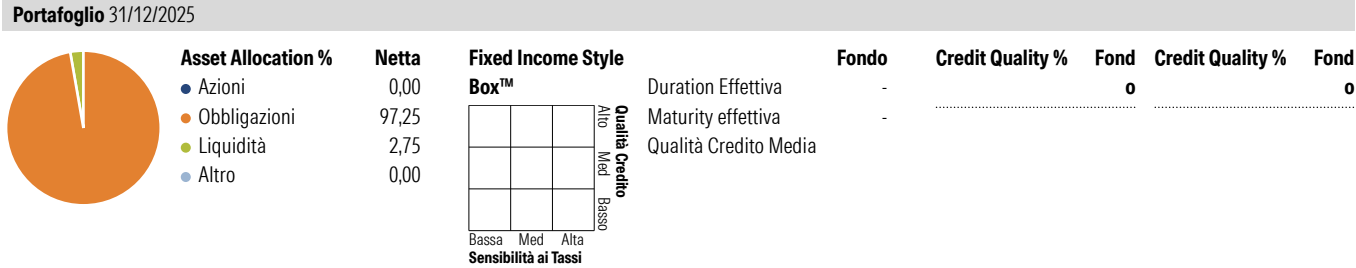 Portafoglio 31/12/2025
Asset Allocation % Netta
Azioni 0,00
Obbligazioni 97,25
Liquidità 2,75
Altro 0,00
Fixed Income Style
Box™
Alto Med Basso
Qualità Credito
Bassa Med Alta
Sensibilità ai Tassi
Fondo
Duration Effettiva -
Maturity effettiva -
Qualità Credito Media
Credit Quality % Fond
o
Credit Quality % Fond
o